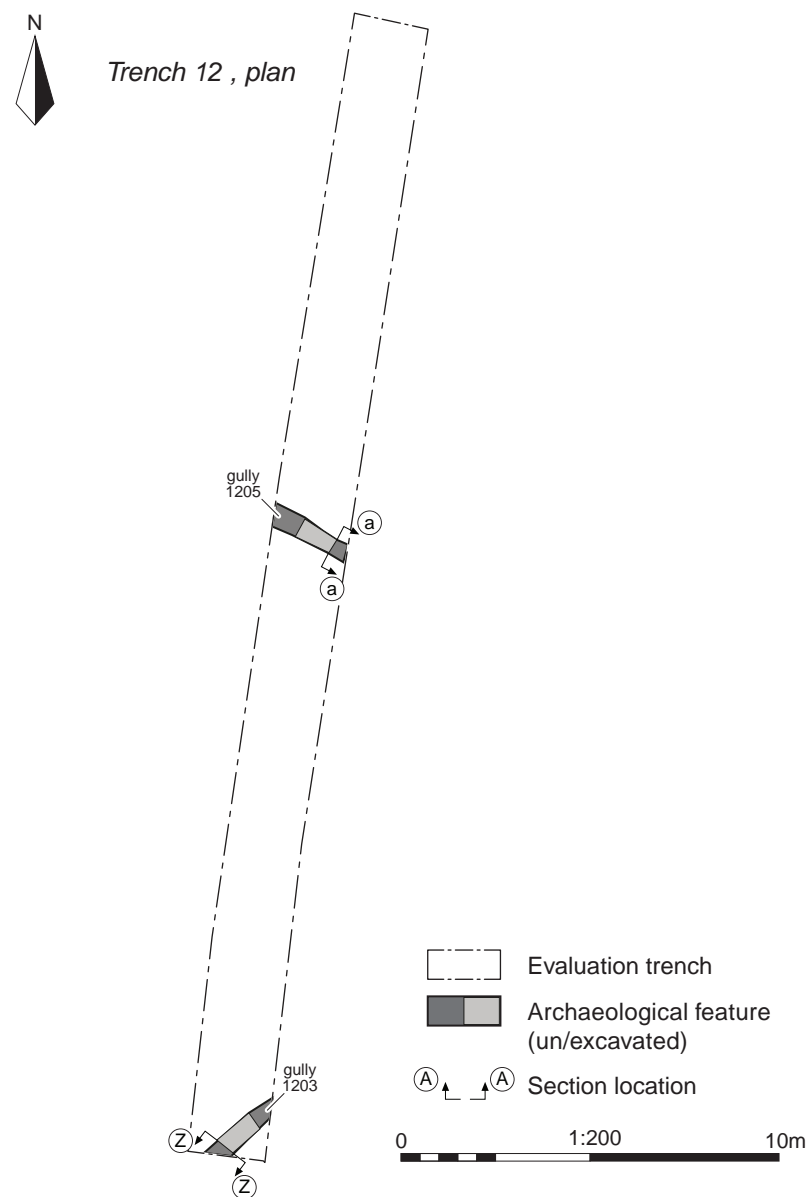 N
Trench 12 , plan
gully
1205
a
a
Evaluation trench
Archaeological feature
(un/excavated)
A A Section location
gully
1203
Z
Z
0 1:200 10m